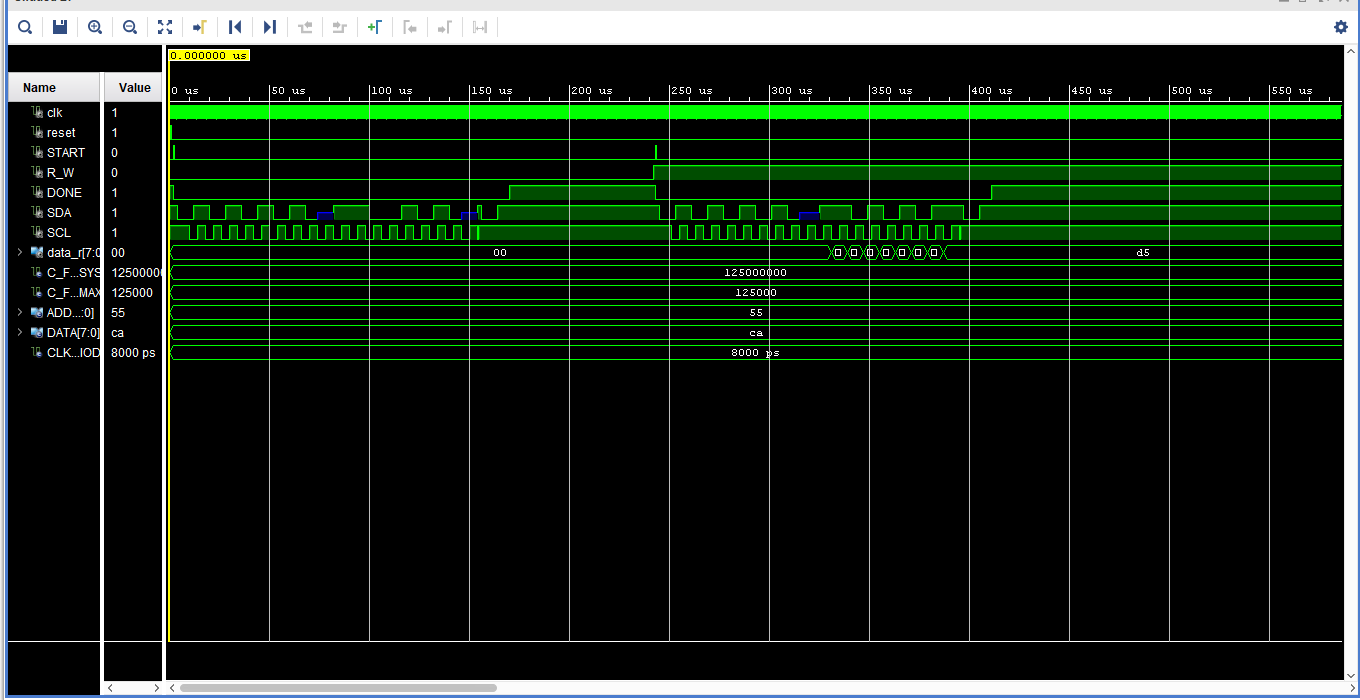 0.000000 us
Name Value
0 us 50 us 100 us 150 us 200 us 250 us 300 us 350 us 400 us 450 us 500 us 550 us
clk 1
reset 1
START 0
R_W 0
DONE 1
SDA 1
SCL 1
data_r[7:0 00 00 d5
C_F...SYS 12500000 125000000
C_F...MAX 125000 125000
ADD...:0] 55 55
DATA[7:0] ca ca
CLK...IOD 8000 ps 8000 ps